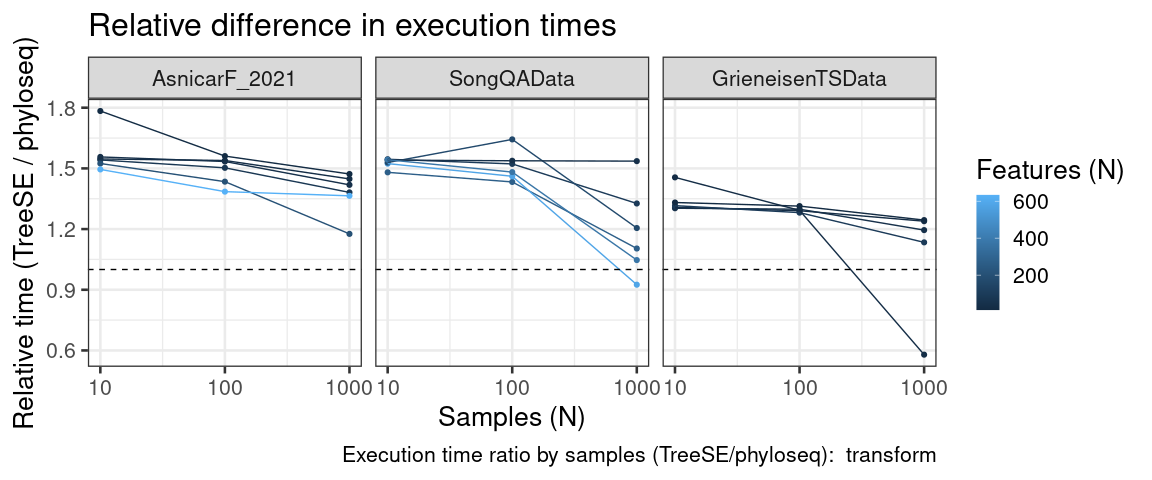 Relative difference in execution times
AsnicarF_2021 SongQAData GrieneisenTSData
Relative time (TreeSE / phyloseq)
1.8
1.5
1.2
0.9
0.6
10 100 1000 10 100 1000 10 100 1000
Samples (N)
Features (N)
600
400
200
Execution time ratio by samples (TreeSE/phyloseq):  transform